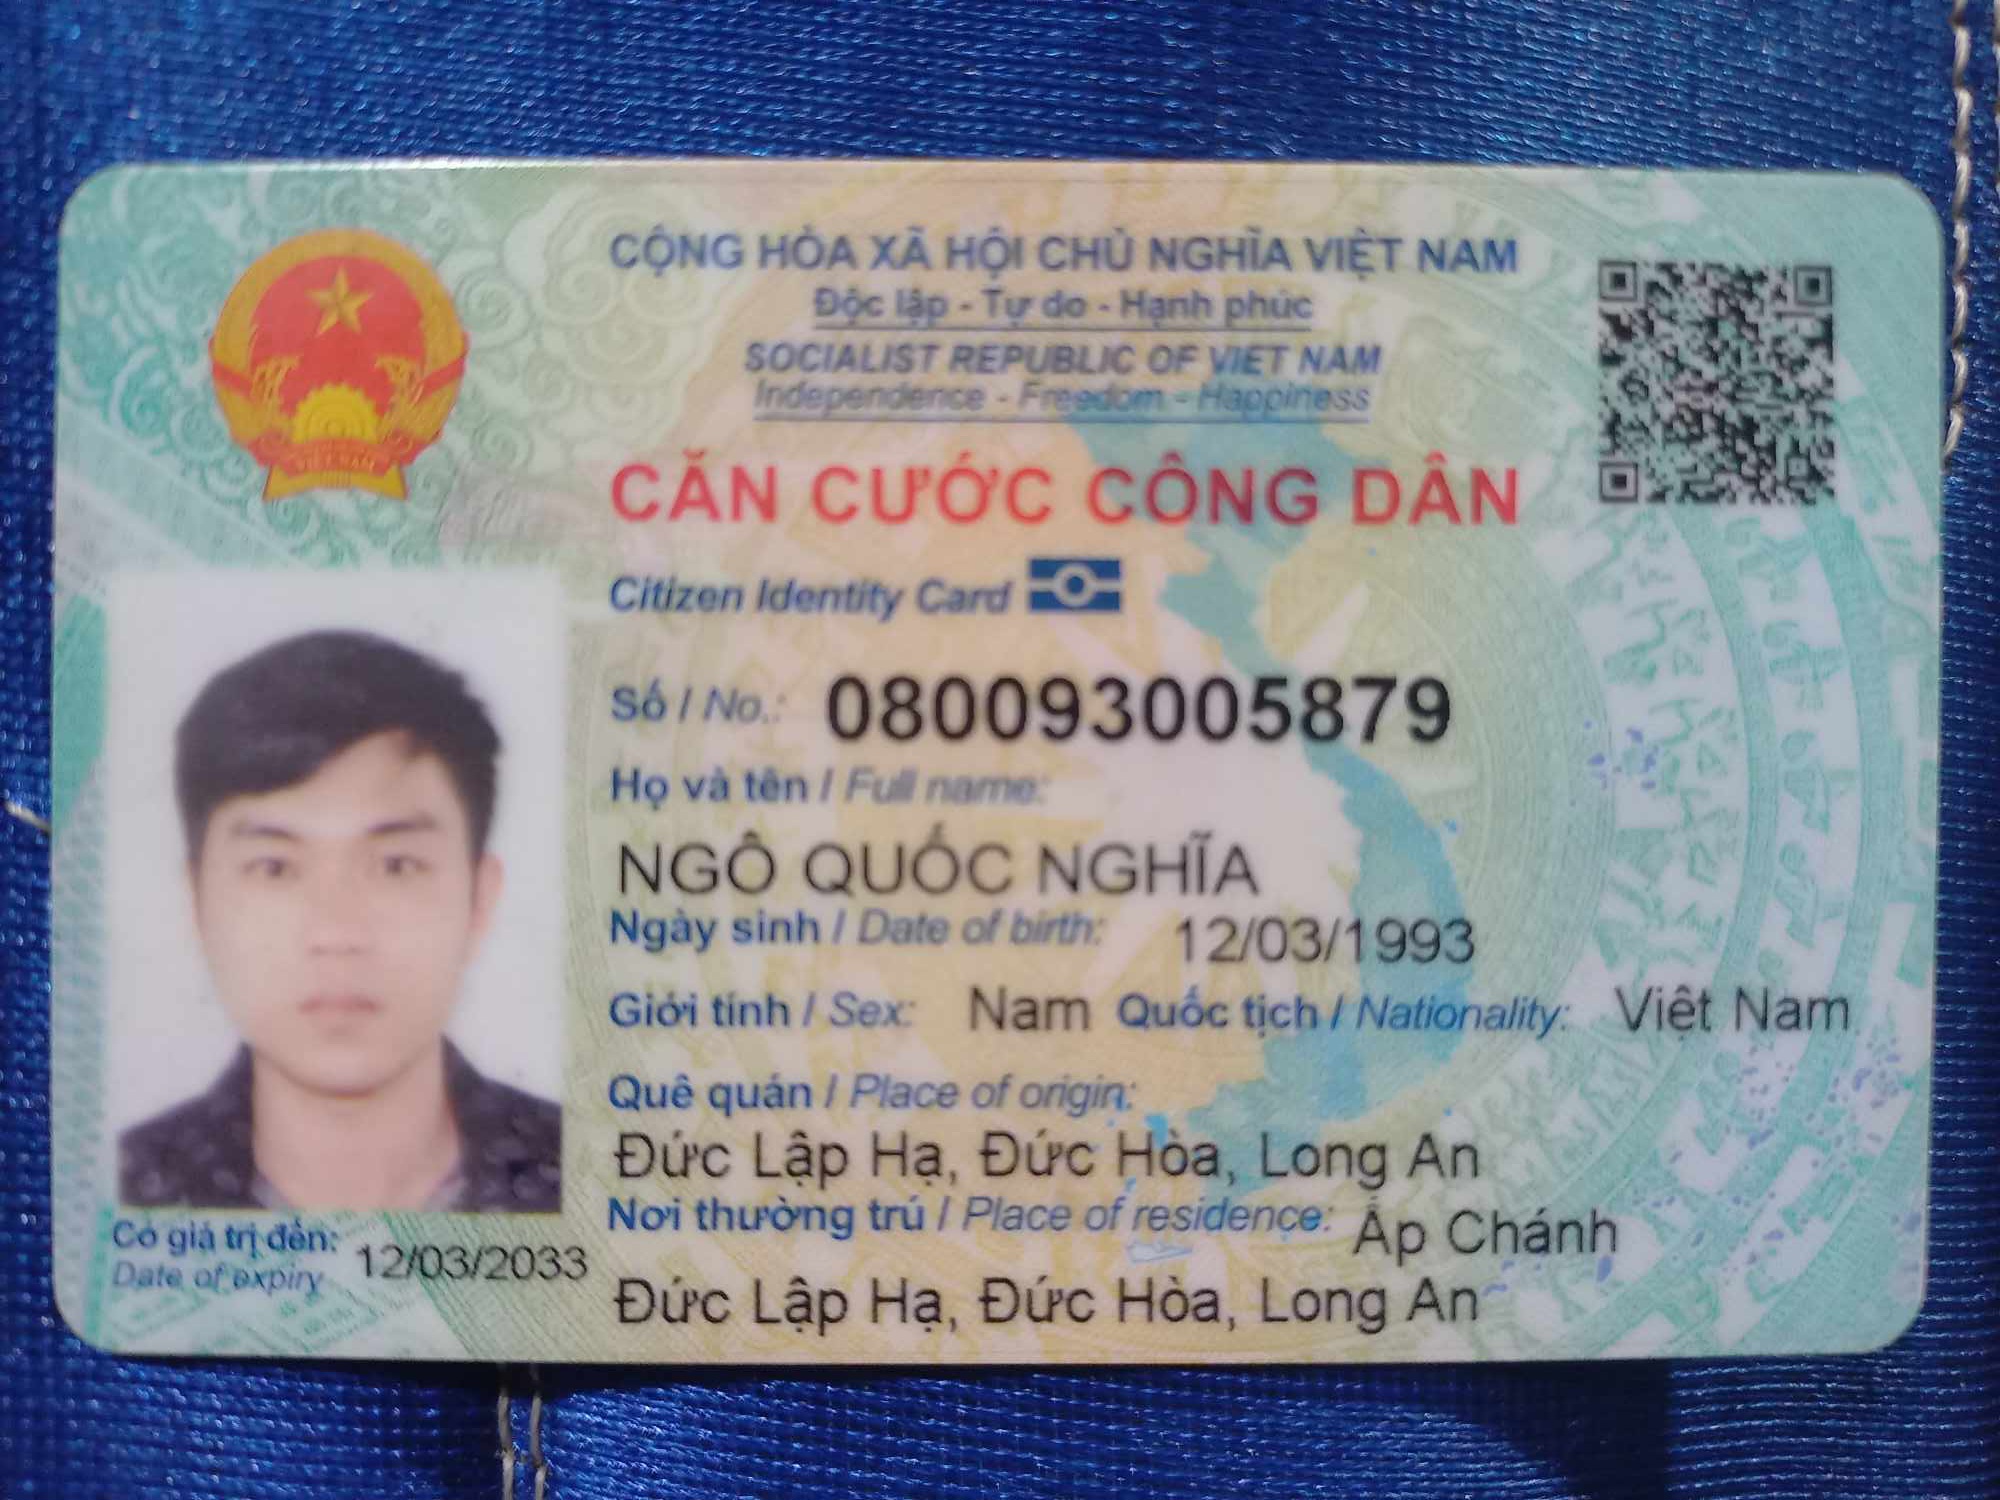 CỘNG HÒA XÃ HỘI CHỦ NGHĨA VIỆT NAM
Độc lập - Tự do - Hạnh phúc
SOCIALIST REPUBLIC OF VIET NAM
Independence - Freedom - Happiness
CĂN CƯỚC CÔNG DÂN
Citizen Identity Card
Số / No.: 080093005879
Họ và tên / Full name:
NGÔ QUỐC NGHĨA
Ngày sinh / Date of birth: 12/03/1993
Giới tính / Sex: Nam Quốc tịch / Nationality: Việt Nam
Quê quán / Place of origin:
Đức Lập Hạ, Đức Hòa, Long An
Nơi thường trú / Place of residence: Ấp Chánh
Đức Lập Hạ, Đức Hòa, Long An
Có giá trị đến: 12/03/2033
Date of expiry
VIỆT NAM